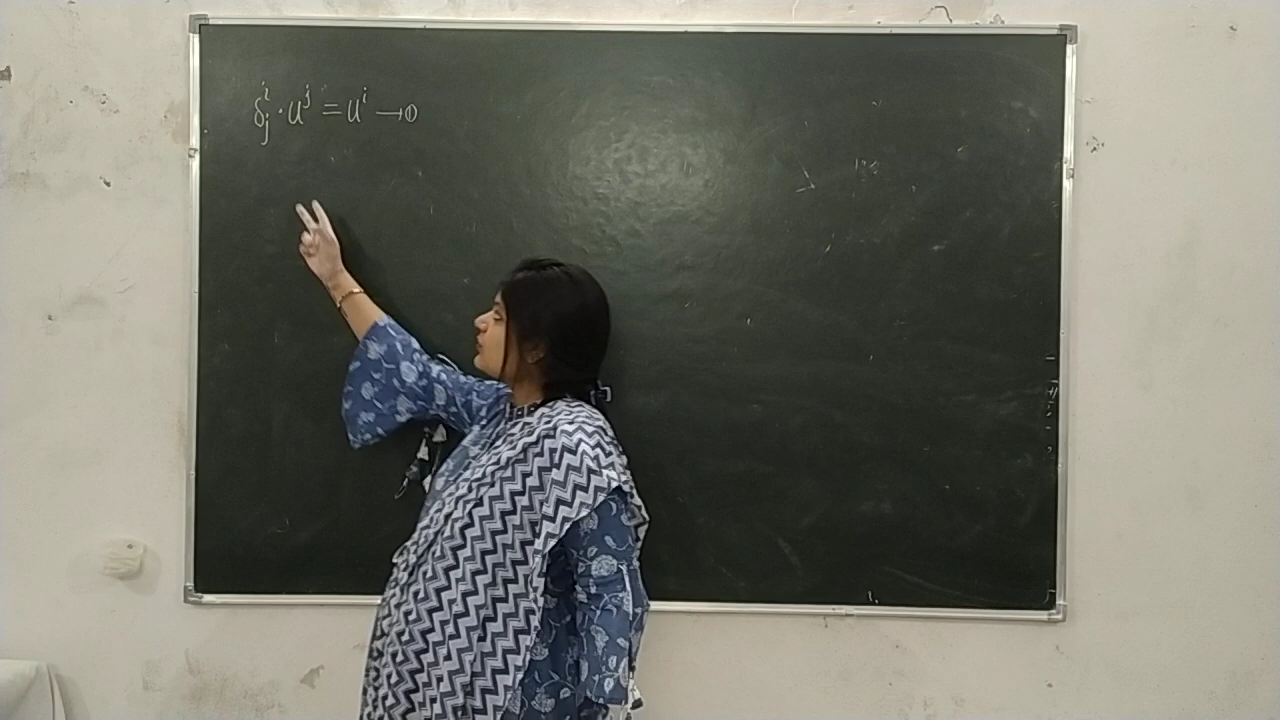 δᵢⱼ · uʲ = uⁱ → ①